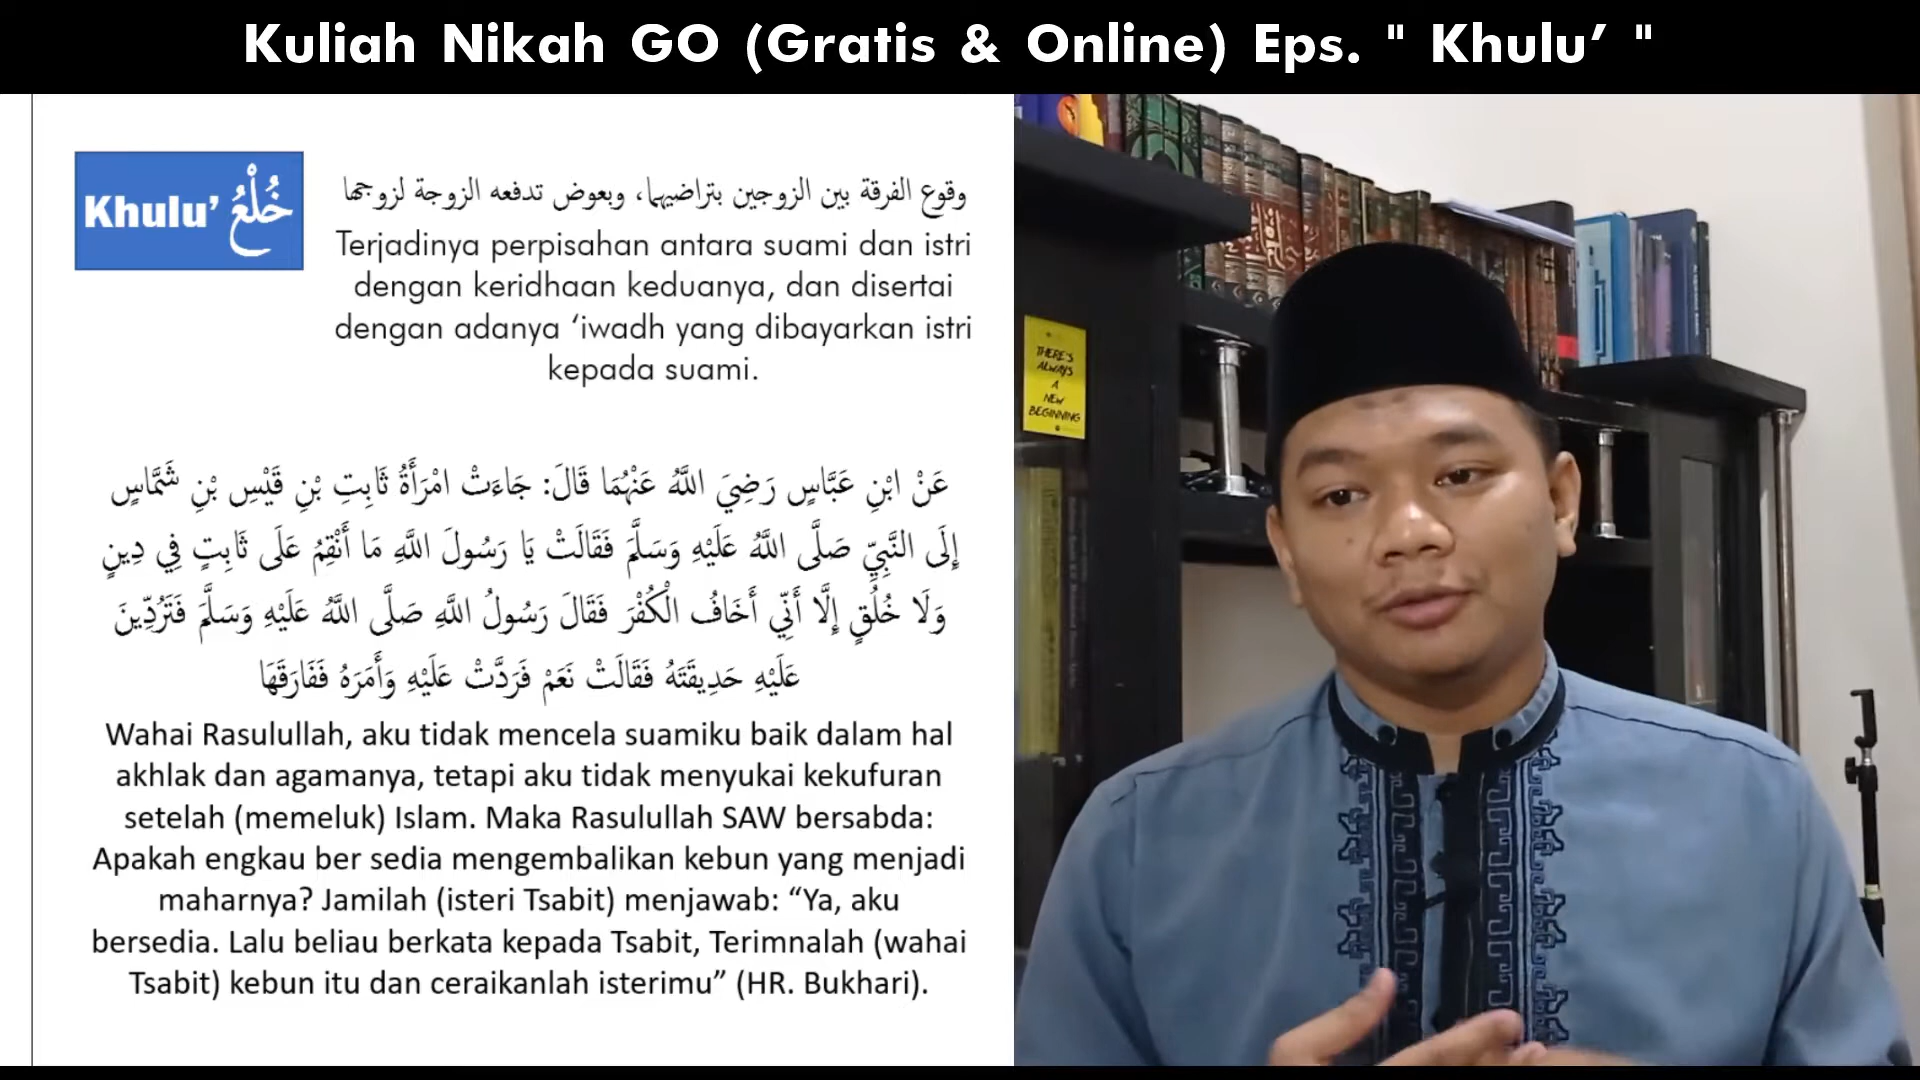 Kuliah Nikah GO (Gratis & Online) Eps. " Khulu’ "
Khulu’ خُلْعُ
وقوع الفرقة بين الزوجين بتراضيهما، وبعوض تدفعه الزوجة لزوجها
Terjadinya perpisahan antara suami dan istri
dengan keridhaan keduanya, dan disertai
dengan adanya ‘iwadh yang dibayarkan istri
kepada suami.
عَنْ ابْنِ عَبَّاسٍ رَضِيَ اللَّهُ عَنْهُمَا قَالَ: جَاءَتْ امْرَأَةُ ثَابِتِ بْنِ قَيْسِ بْنِ شَمَّاسٍ
إِلَى النَّبِيِّ صَلَّى اللَّهُ عَلَيْهِ وَسَلَّمَ فَقَالَتْ يَا رَسُولَ اللَّهِ مَا أَنْقِمُ عَلَى ثَابِتٍ فِي دِينٍ
وَلَا خُلُقٍ إِلَّا أَنِّي أَخَافُ الْكُفْرَ فَقَالَ رَسُولُ اللَّهِ صَلَّى اللَّهُ عَلَيْهِ وَسَلَّمَ فَتَرُدِّينَ
عَلَيْهِ حَدِيقَتَهُ فَقَالَتْ نَعَمْ فَرَدَّتْ عَلَيْهِ وَأَمَرَهُ فَفَارَقَهَا
Wahai Rasulullah, aku tidak mencela suamiku baik dalam hal
akhlak dan agamanya, tetapi aku tidak menyukai kekufuran
setelah (memeluk) Islam. Maka Rasulullah SAW bersabda:
Apakah engkau ber sedia mengembalikan kebun yang menjadi
maharnya? Jamilah (isteri Tsabit) menjawab: “Ya, aku
bersedia. Lalu beliau berkata kepada Tsabit, Terimnalah (wahai
Tsabit) kebun itu dan ceraikanlah isterimu” (HR. Bukhari).
THERE'S
ALWAYS
A
NEW
BEGINNING